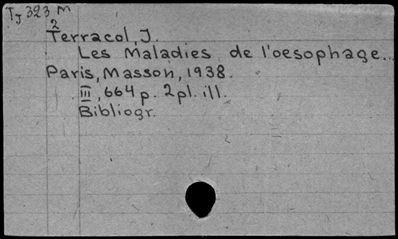 TJ 323 M
2
Terracol, J.
Les Maladies de l'oesophage...
Paris, Masson, 1938.
III, 664 p. 2 pl. ill.
Bibliogr.